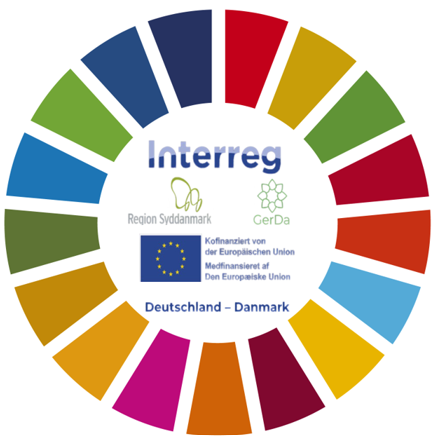 Interreg
Region Syddanmark
GerDa
Kofinanziert von
der Europäischen Union
Medfinansieret af
Den Europæiske Union
Deutschland – Danmark